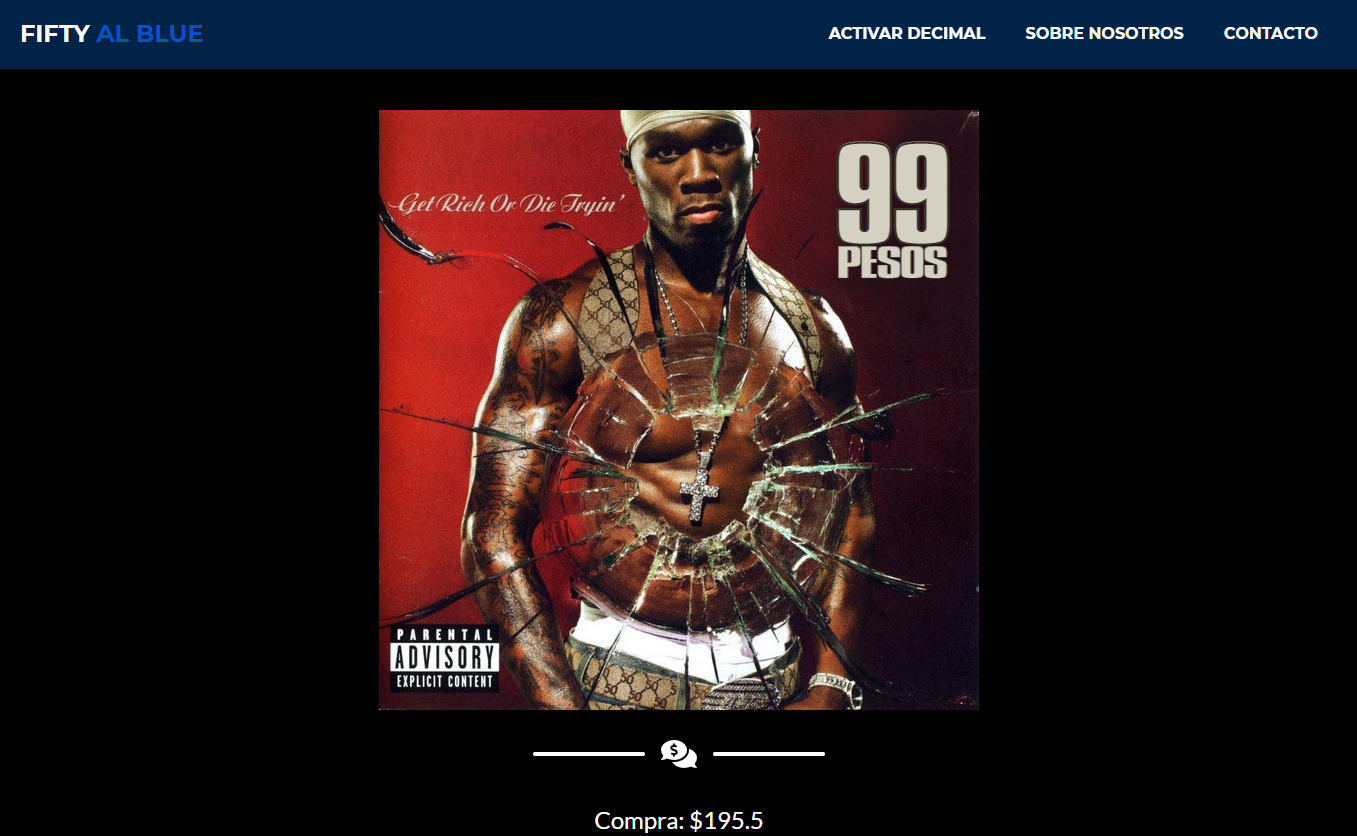 FIFTY AL BLUE
ACTIVAR DECIMAL
SOBRE NOSOTROS
CONTACTO
99
PESOS
Get Rich Or Die Tryin'
PARENTAL
ADVISORY
EXPLICIT CONTENT
$
Compra: $195.5